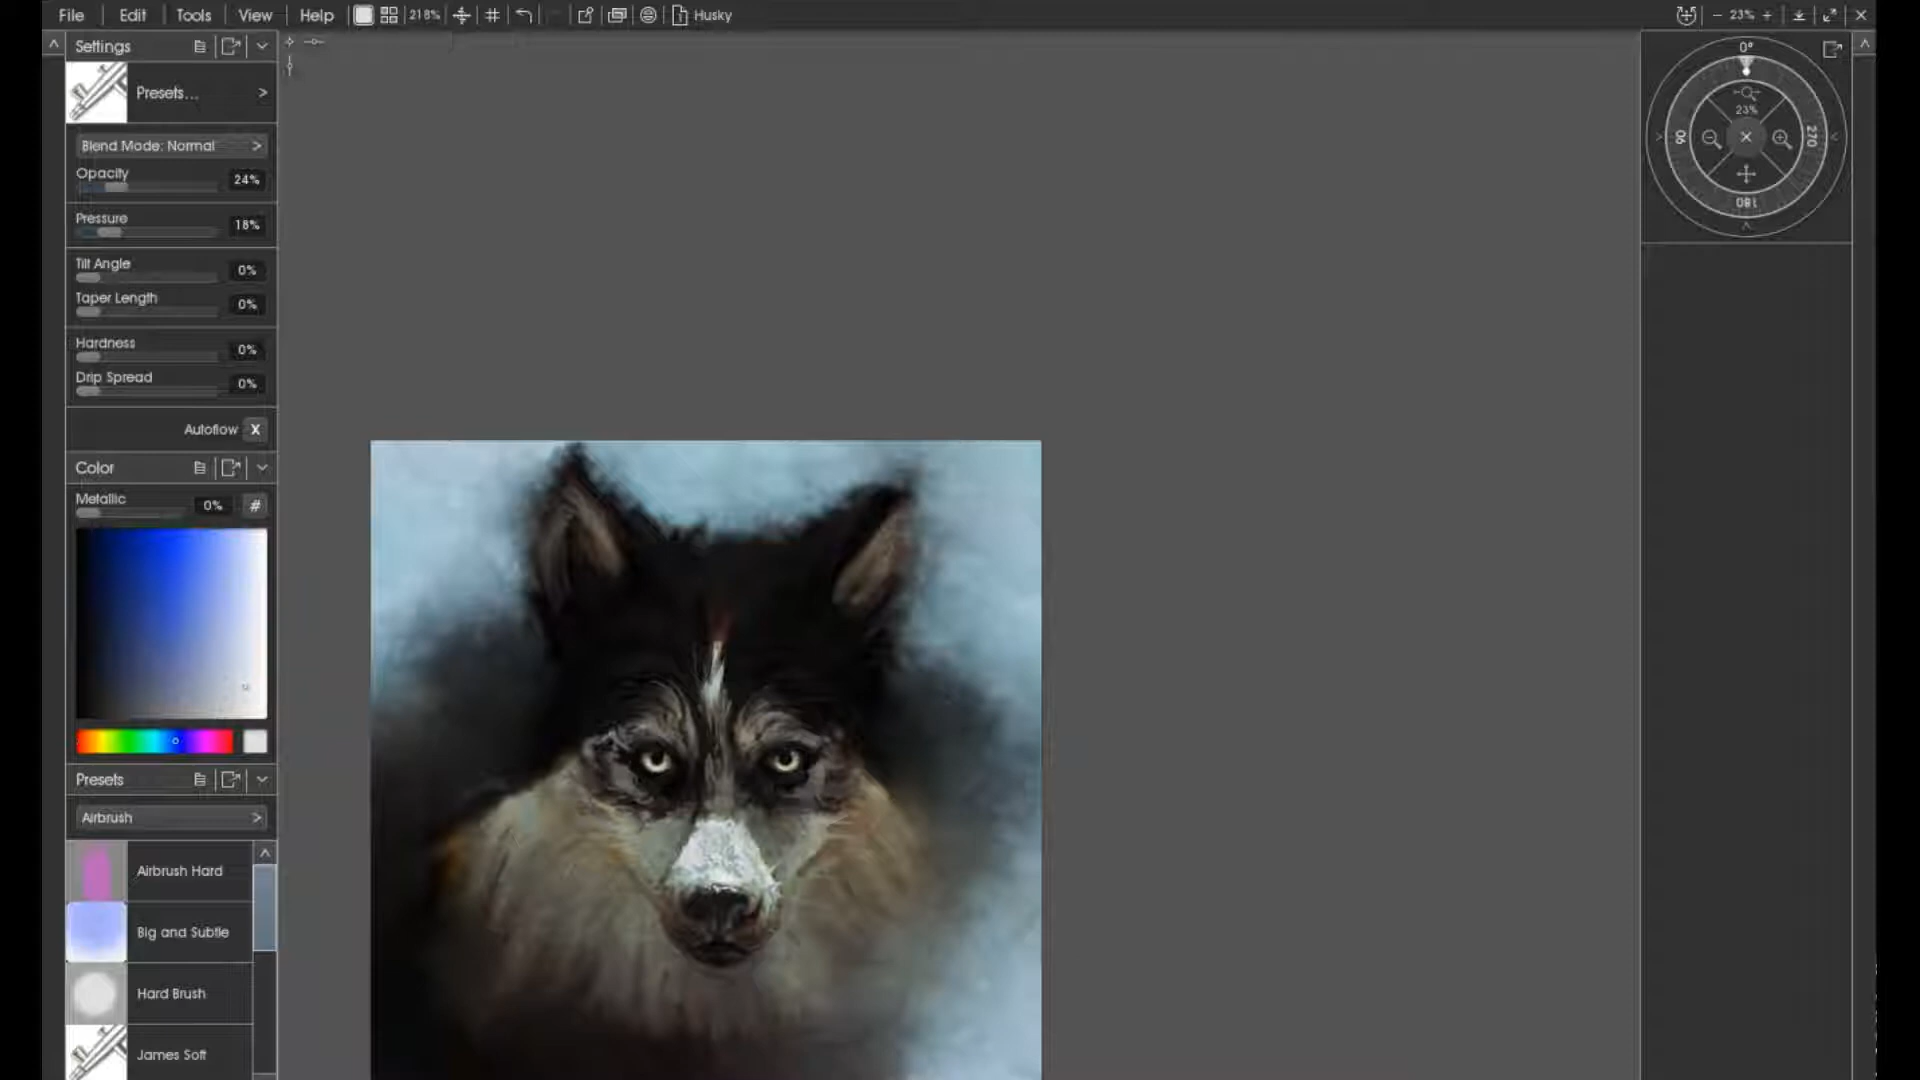 File Edit Tools View Help 218% Husky 23%
Settings
Presets...
Blend Mode: Normal
Opacity 24%
Pressure 18%
Tilt Angle 0%
Taper Length 0%
Hardness 0%
Drip Spread 0%
Autoflow X
Color
Metallic 0% #
Presets
Airbrush
Airbrush Hard
Big and Subtle
Hard Brush
James Soft
0°
23%
90
270
180